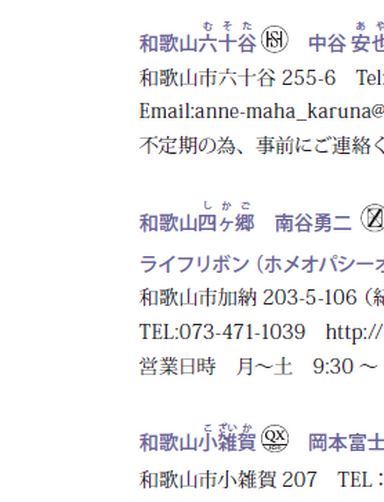 むそた あや
和歌山六十谷 HSI 中谷 安也
和歌山市六十谷 255-6 Tel:
Email:anne-maha_karuna@
不定期の為、事前にご連絡く
しかご
和歌山四ヶ郷 南谷勇二 Z
ライフリボン（ホメオパシーオ
和歌山市加納 203-5-106（紀
TEL:073-471-1039 http://
営業日時 月～土 9:30 ～
こざいか
和歌山小雑賀 QX 岡本富士
和歌山市小雑賀 207 TEL：